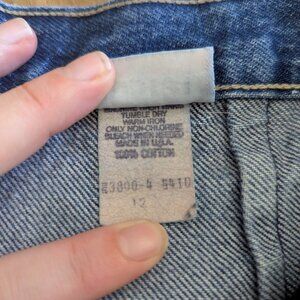 TUMBLE DRY
WARM IRON
ONLY NON-CHLORINE
BLEACH WHEN NEEDED
MADE IN U.S.A.
100% COTTON
12